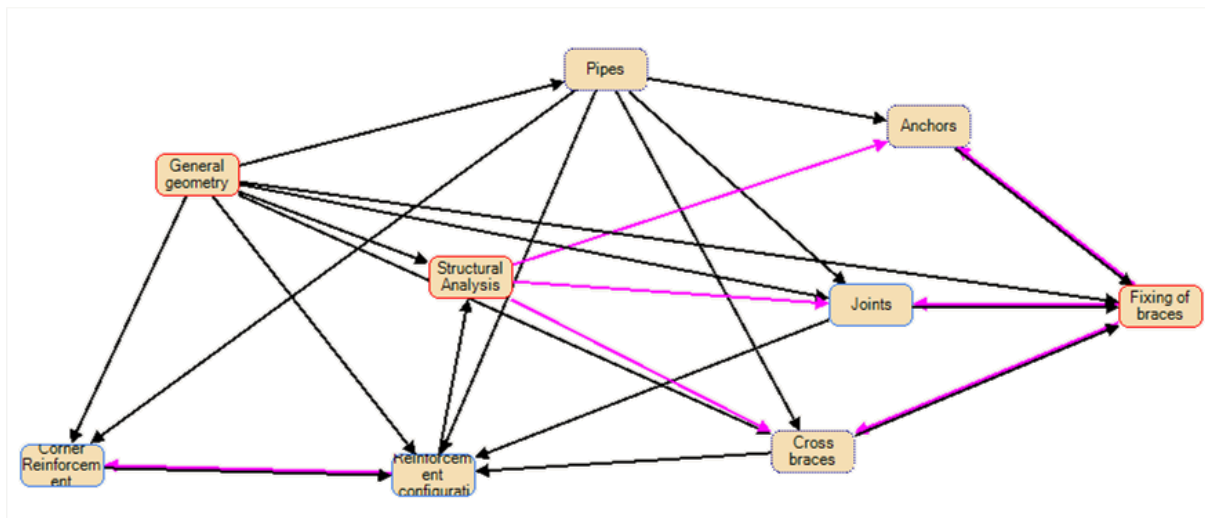 Pipes
Anchors
General
geometry
Structural
Analysis
Joints
Fixing of
braces
Cross
braces
Corner
Reinforcem
ent
Reinforcem
ent
configurati